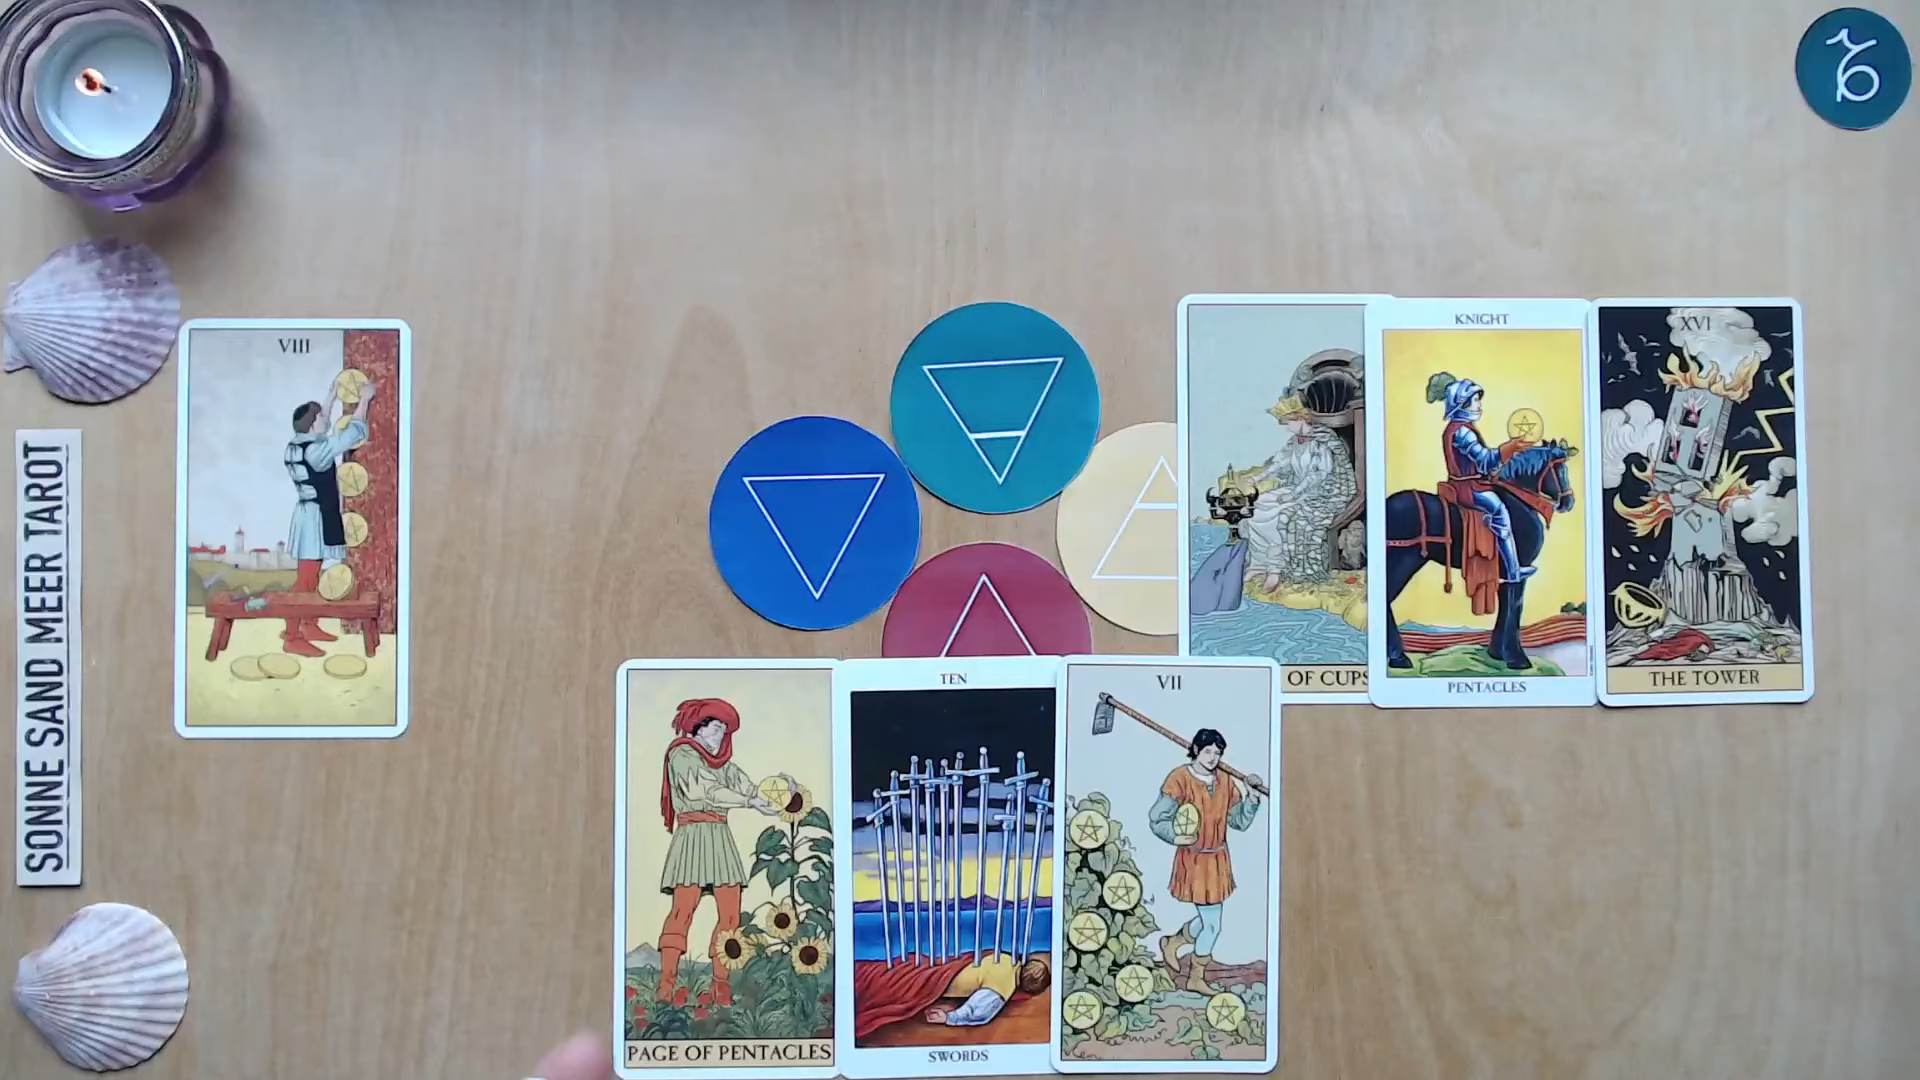 SONNE SAND MEER TAROT
VIII
OF CUPS
KNIGHT
PENTACLES
XVI
THE TOWER
PAGE OF PENTACLES
TEN
SWORDS
VII